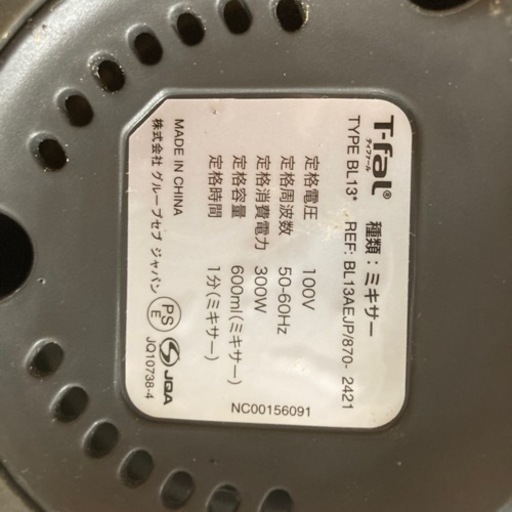 T-fal® 種類：ミキサー
ティファール
TYPE BL13* REF: BL13AEJP/870- 2421
定格電圧 100V
定格周波数 50-60Hz
定格消費電力 300W
定格容量 600ml(ミキサー)
定格時間 1分(ミキサー)
MADE IN CHINA
株式会社 グループセブ ジャパン
PS
E
JQA
JQ10738-4
NC00156091